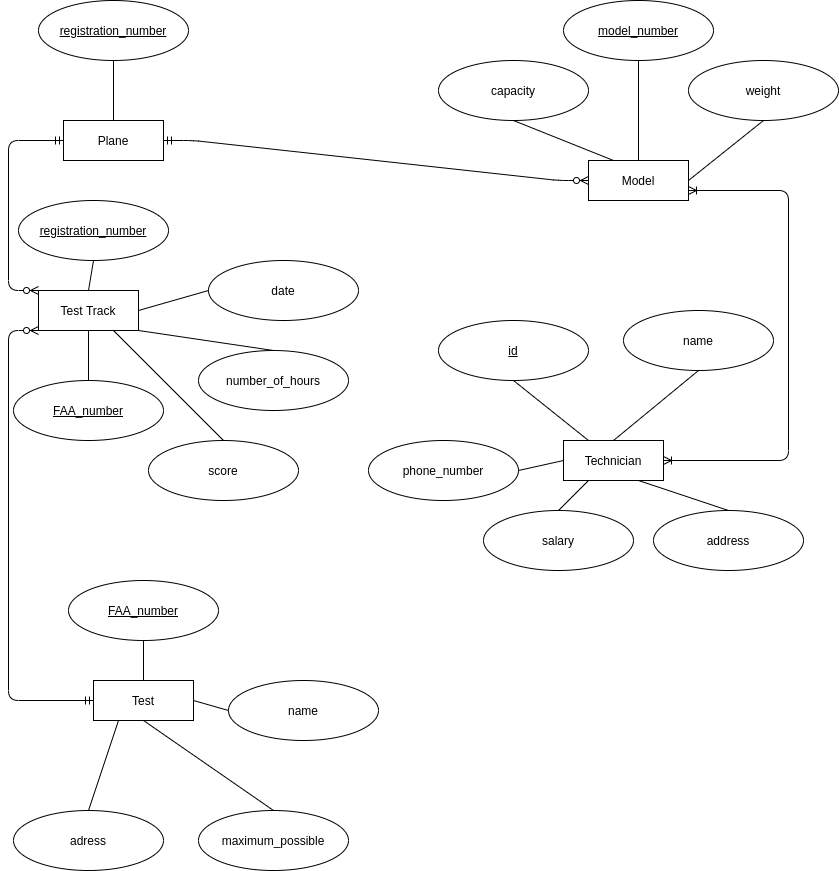 registration_number
model_number
capacity
weight
Plane
Model
registration_number
date
Test Track
number_of_hours
FAA_number
score
id
name
phone_number
Technician
salary
address
FAA_number
Test
name
adress
maximum_possible